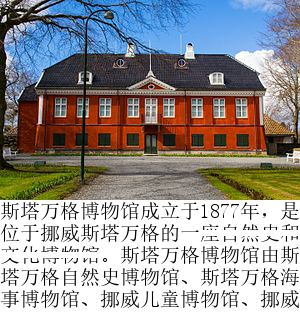 斯塔万格博物馆成立于1877年，是
位于挪威斯塔万格的一座自然史和
文化博物馆。斯塔万格博物馆由斯
塔万格自然史博物馆、斯塔万格海
事博物馆、挪威儿童博物馆、挪威